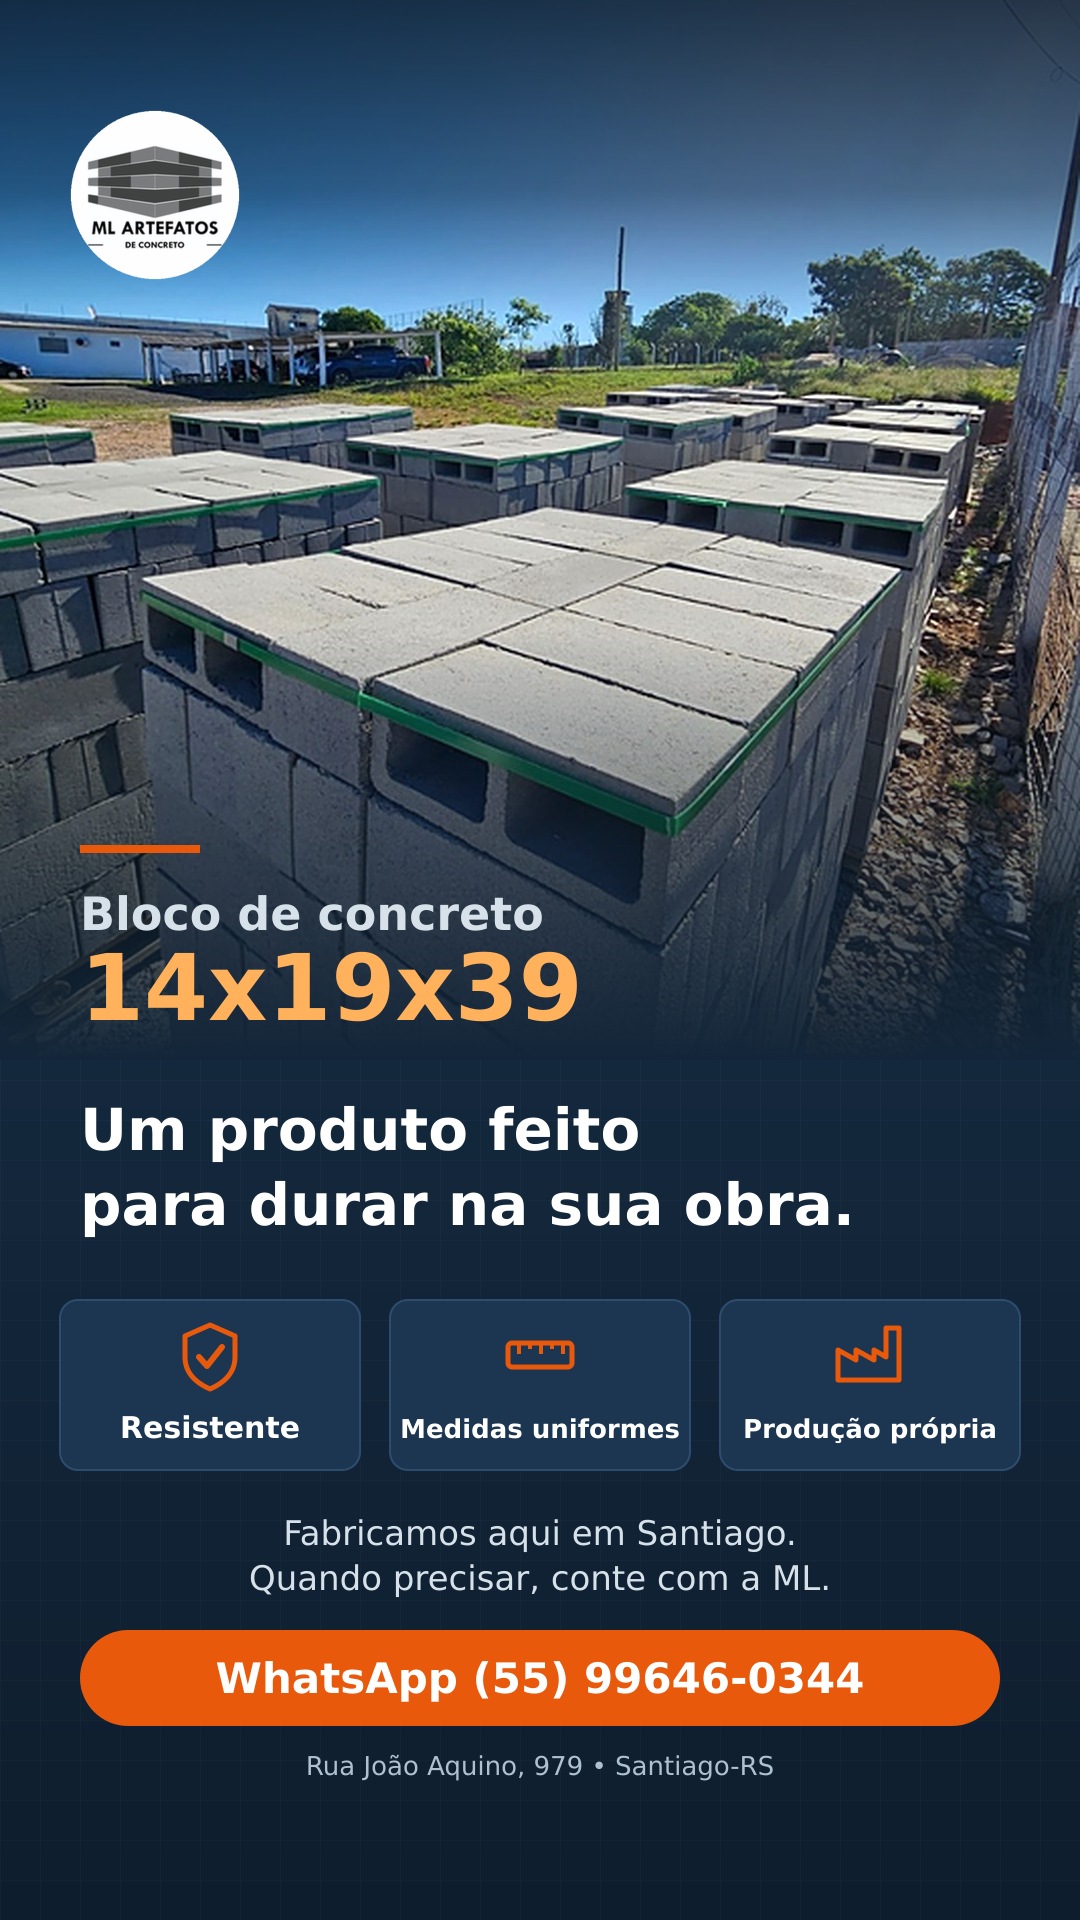 ML ARTEFATOS
DE CONCRETO
Bloco de concreto
14x19x39
Um produto feito
para durar na sua obra.
Resistente
Medidas uniformes
Produção própria
Fabricamos aqui em Santiago.
Quando precisar, conte com a ML.
WhatsApp (55) 99646-0344
Rua João Aquino, 979 • Santiago-RS